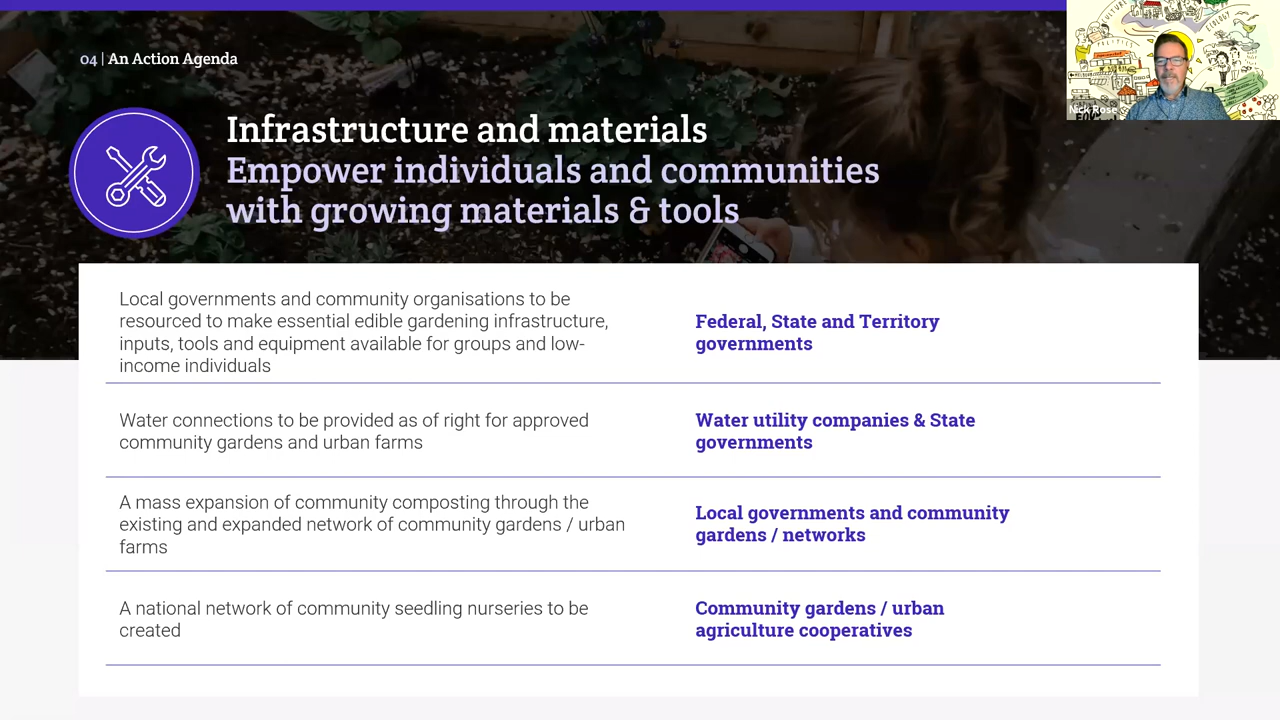 04 | An Action Agenda
Infrastructure and materials
Empower individuals and communities
with growing materials & tools
Local governments and community organisations to be
resourced to make essential edible gardening infrastructure,
inputs, tools and equipment available for groups and low-
income individuals
Federal, State and Territory
governments
Water connections to be provided as of right for approved
community gardens and urban farms
Water utility companies & State
governments
A mass expansion of community composting through the
existing and expanded network of community gardens / urban
farms
Local governments and community
gardens / networks
A national network of community seedling nurseries to be
created
Community gardens / urban
agriculture cooperatives
CULTURE
ECOLOGY
POLITICS
Nick Rose